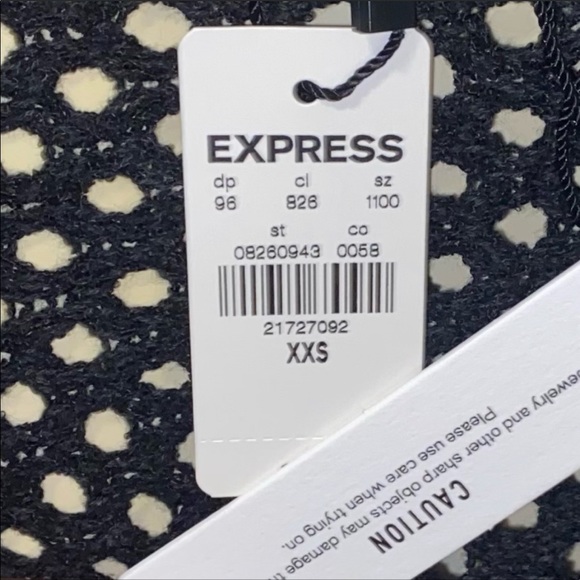 EXPRESS
dp cl sz
96 826 1100
st co
08260943 0058
21727092
XXS
CAUTION
Jewelry and other sharp objects may damage
Please use care when trying on.